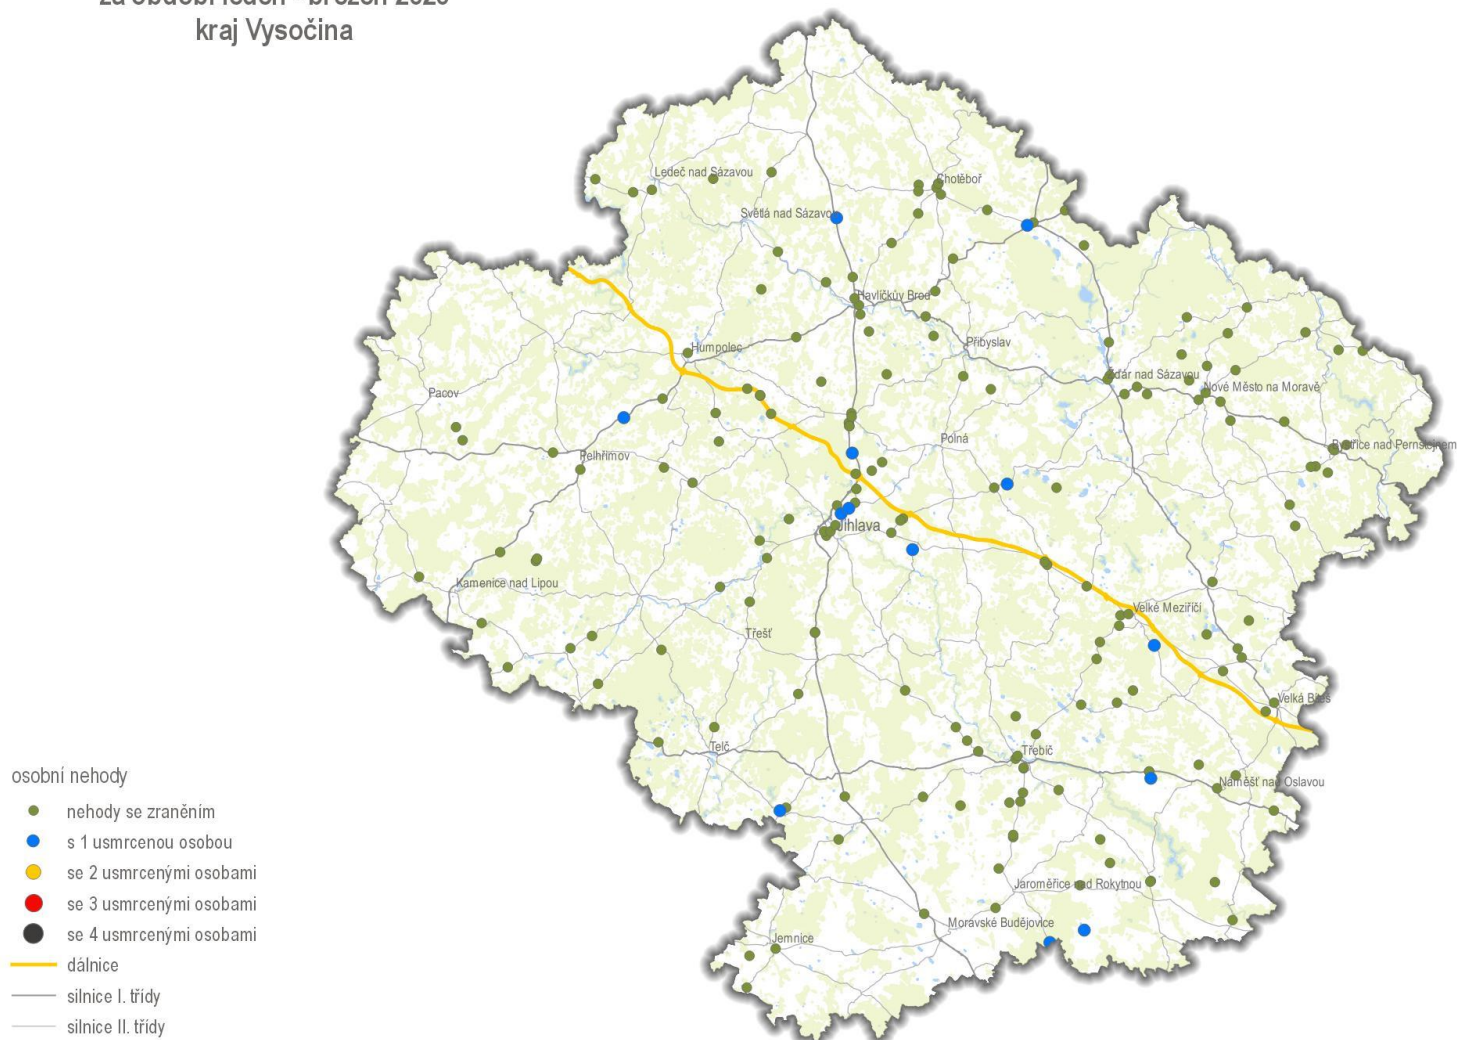 kraj Vysočina
Ledeč nad Sázavou
Chotěboř
Světlá nad Sázavou
Havlíčkův Brod
Přibyslav
Humpolec
Žďár nad Sázavou
Nové Město na Moravě
Pacov
Polná
Bystřice nad Pernštejnem
Pelhřimov
Jihlava
Kamenice nad Lipou
Velké Meziříčí
Třešť
Velká Bíteš
Telč
Třebíč
Náměšť nad Oslavou
Jaroměřice nad Rokytnou
Moravské Budějovice
Jemnice
osobní nehody
nehody se zraněním
s 1 usmrcenou osobou
se 2 usmrcenými osobami
se 3 usmrcenými osobami
se 4 usmrcenými osobami
dálnice
silnice I. třídy
silnice II. třídy